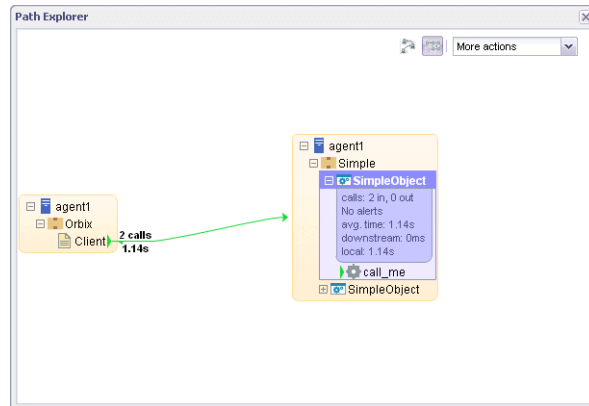 Path Explorer
More actions
agent1
Orbix
Client
2 calls
1.14s
agent1
Simple
SimpleObject
calls: 2 in, 0 out
No alerts
avg. time: 1.14s
downstream: 0ms
local: 1.14s
call_me
SimpleObject